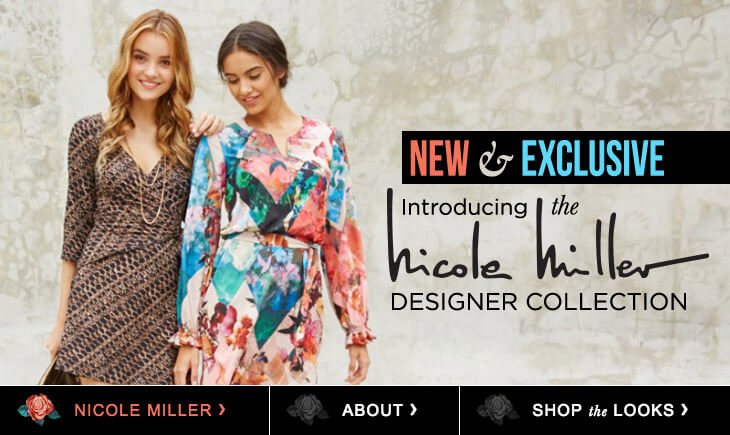 NEW & EXCLUSIVE
Introducing the
Nicole Miller
DESIGNER COLLECTION
NICOLE MILLER ›
ABOUT ›
SHOP the LOOKS ›